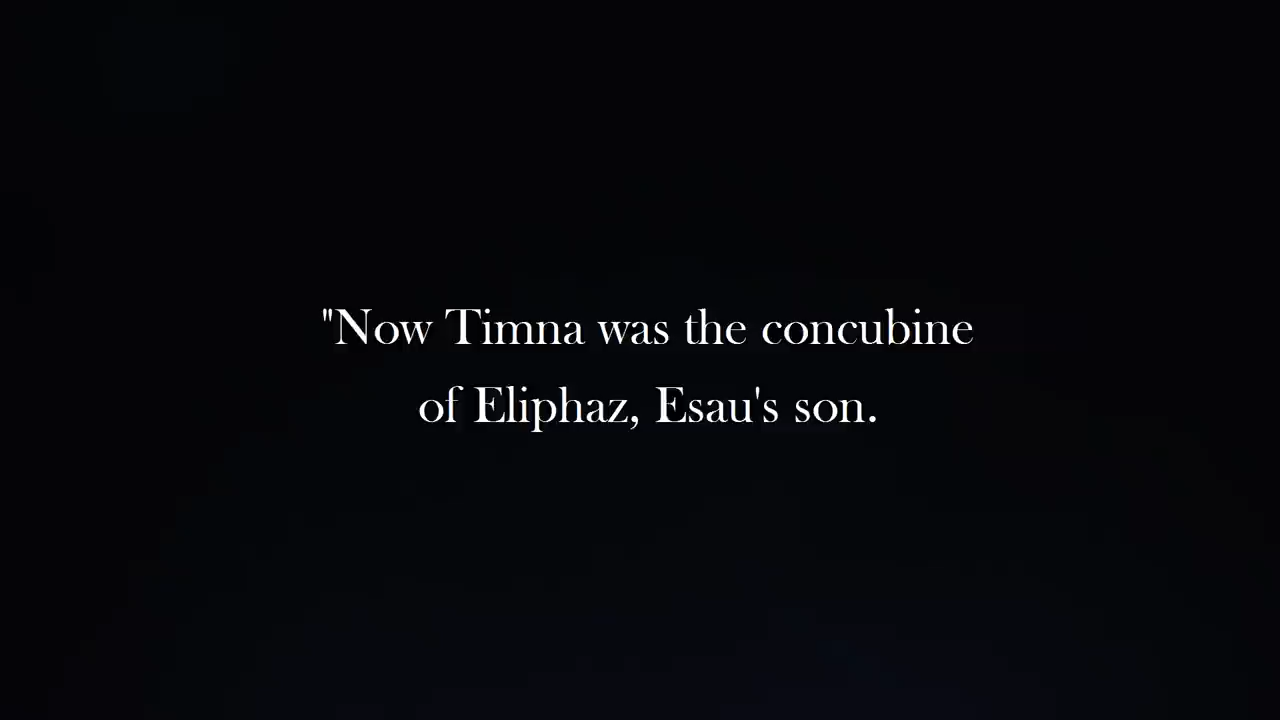 "Now Timna was the concubine
of Eliphaz, Esau's son.